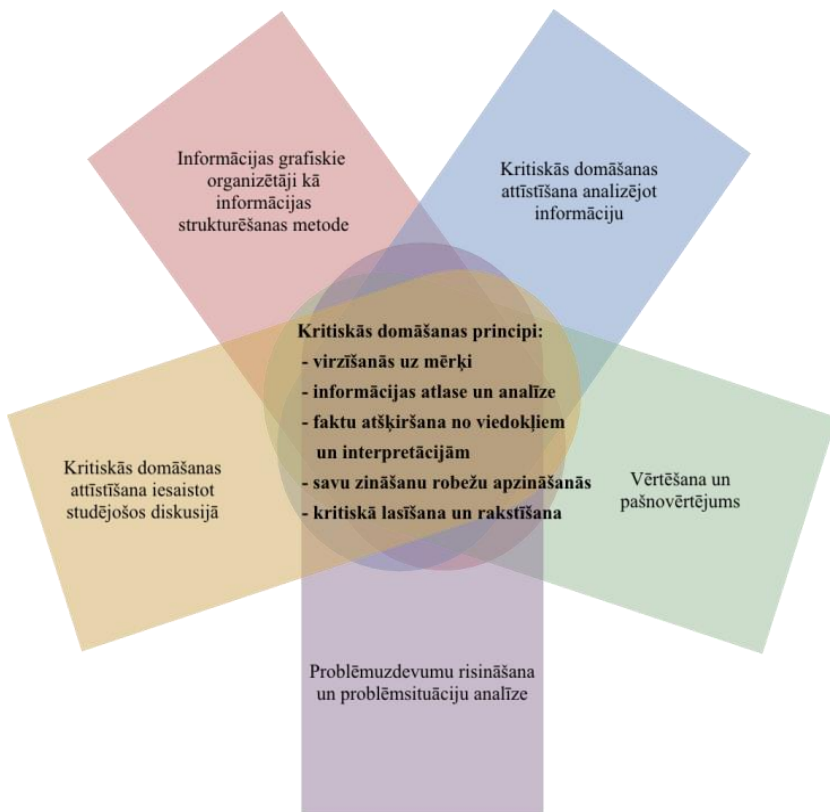 Informācijas grafiskie
organizētāji kā
informācijas
strukturēšanas metode
Kritiskās domāšanas
attīstīšana analizējot
informāciju
Kritiskās domāšanas principi:
- virzīšanās uz mērķi
- informācijas atlase un analīze
- faktu atšķiršana no viedokļiem
un interpretācijām
- savu zināšanu robežu apzināšanās
- kritiskā lasīšana un rakstīšana
Kritiskās domāšanas
attīstīšana iesaistot
studējošos diskusijā
Vērtēšana un
pašnovērtējums
Problēmuzdevumu risināšana
un problēmsituāciju analīze